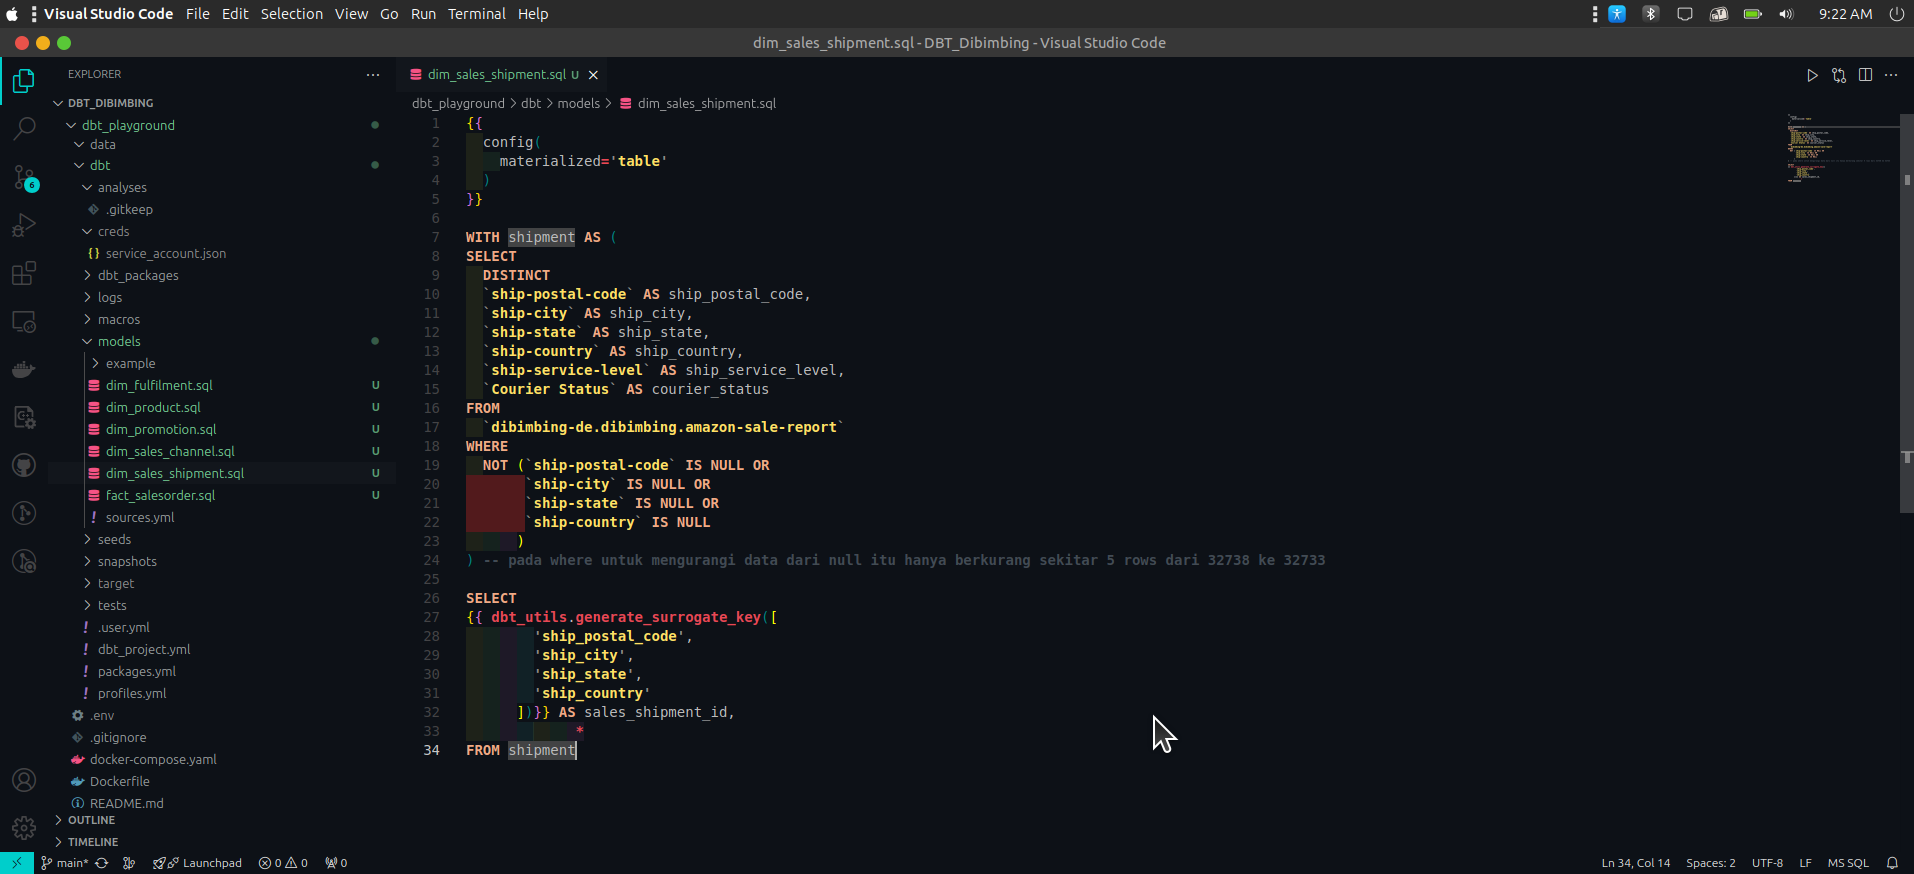 Visual Studio Code File Edit Selection View Go Run Terminal Help
9:22 AM
dim_sales_shipment.sql - DBT_Dibimbing - Visual Studio Code
EXPLORER
DBT_DIBIMBING
dbt_playground
data
dbt
analyses
.gitkeep
creds
service_account.json
dbt_packages
logs
macros
models
example
dim_fulfilment.sql U
dim_product.sql U
dim_promotion.sql U
dim_sales_channel.sql U
dim_sales_shipment.sql U
fact_salesorder.sql U
sources.yml
seeds
snapshots
target
tests
.user.yml
dbt_project.yml
packages.yml
profiles.yml
.env
.gitignore
docker-compose.yaml
Dockerfile
README.md
OUTLINE
TIMELINE
6
dim_sales_shipment.sql U
dbt_playground > dbt > models > dim_sales_shipment.sql
1 {{
2 config(
3 materialized='table'
4 )
5 }}
6
7 WITH shipment AS (
8 SELECT
9 DISTINCT
10 `ship-postal-code` AS ship_postal_code,
11 `ship-city` AS ship_city,
12 `ship-state` AS ship_state,
13 `ship-country` AS ship_country,
14 `ship-service-level` AS ship_service_level,
15 `Courier Status` AS courier_status
16 FROM
17 `dibimbing-de.dibimbing.amazon-sale-report`
18 WHERE
19 NOT (`ship-postal-code` IS NULL OR
20 `ship-city` IS NULL OR
21 `ship-state` IS NULL OR
22 `ship-country` IS NULL
23 )
24 ) -- pada where untuk mengurangi data dari null itu hanya berkurang sekitar 5 rows dari 32738 ke 32733
25
26 SELECT
27 {{ dbt_utils.generate_surrogate_key([
28 'ship_postal_code',
29 'ship_city',
30 'ship_state',
31 'ship_country'
32 ])}} AS sales_shipment_id,
33 *
34 FROM shipment
main* Launchpad 0 0 0
Ln 34, Col 14 Spaces: 2 UTF-8 LF MS SQL